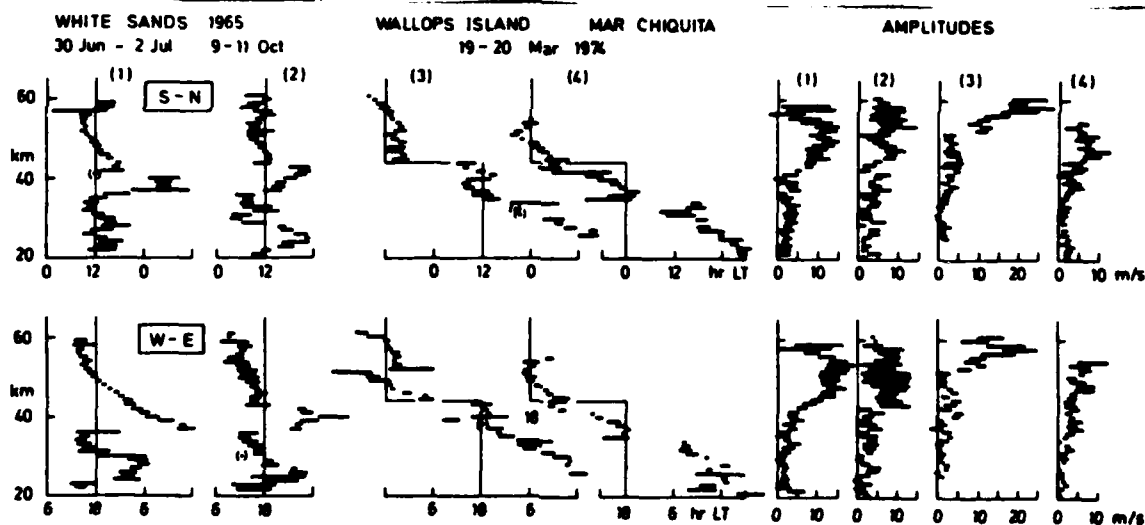 WHITE SANDS 1965 WALLOPS ISLAND MAR CHIQUITA AMPLITUDES
30 Jun - 2 Jul 9-11 Oct 19-20 Mar 1974
(1) (2) (3) (4) (1) (2) (3) (4)
S-N
60
km
40
20
0 12 0 0 12 0 12 0 0 12 hr LT 0 10 0 10 0 10 20 0 10 m/s
W-E
60
km
40
18
20
6 18 6 6 18 6 18 6 18 6 hr LT 0 10 0 10 0 10 20 0 10 m/s